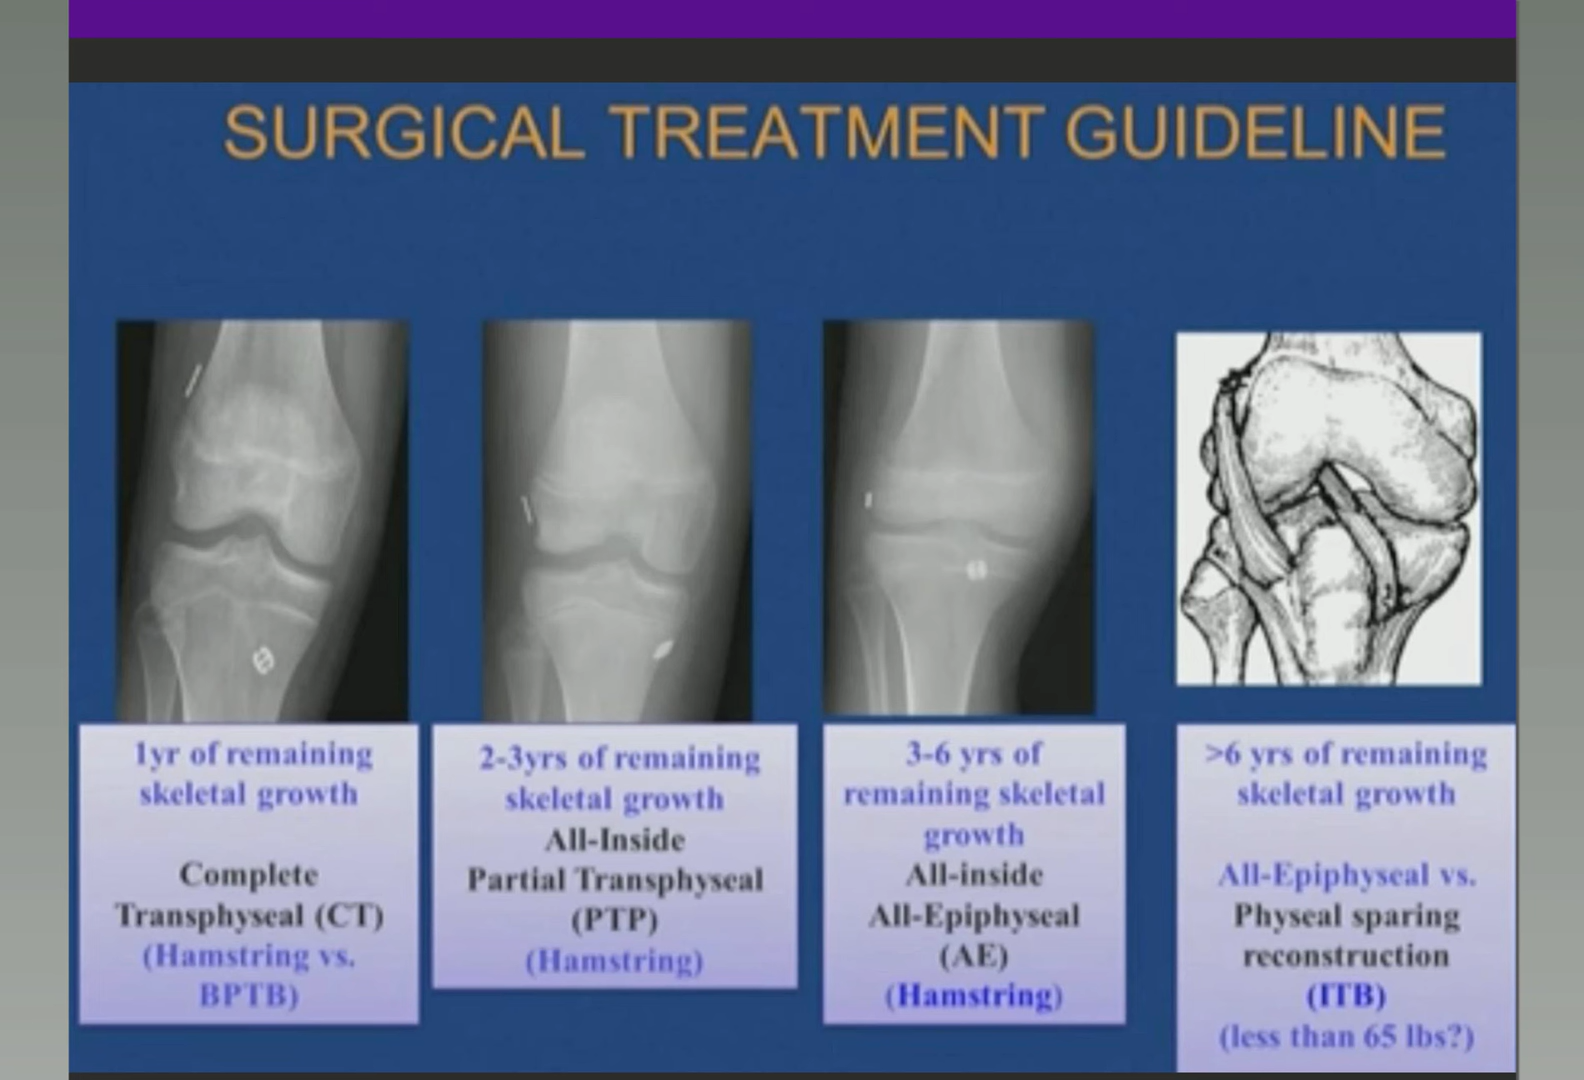 SURGICAL TREATMENT GUIDELINE
1yr of remaining
skeletal growth
Complete
Transphyseal (CT)
(Hamstring vs.
BPTB)
2-3yrs of remaining
skeletal growth
All-Inside
Partial Transphyseal
(PTP)
(Hamstring)
3-6 yrs of
remaining skeletal
growth
All-inside
All-Epiphyseal
(AE)
(Hamstring)
>6 yrs of remaining
skeletal growth
All-Epiphyseal vs.
Physeal sparing
reconstruction
(ITB)
(less than 65 lbs?)